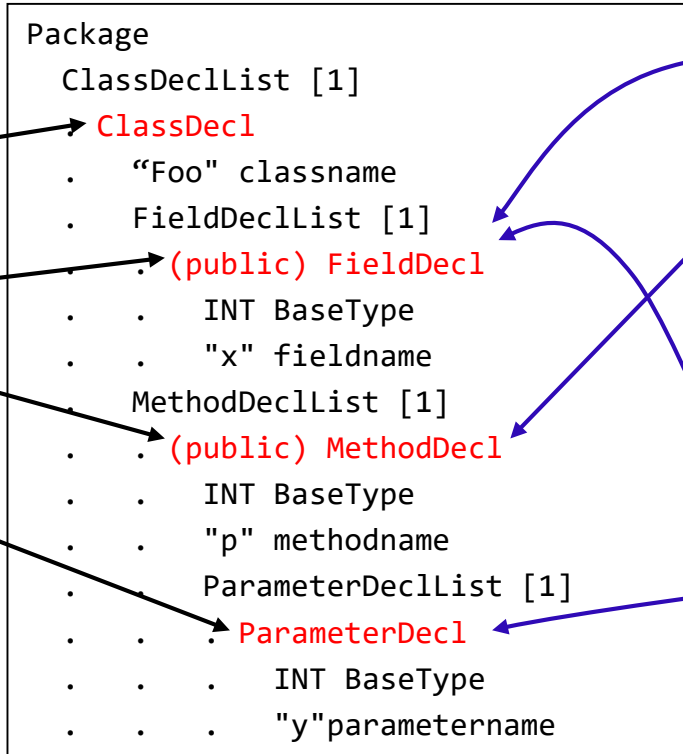 Package
ClassDeclList [1]
. ClassDecl
. “Foo" classname
. FieldDeclList [1]
. . (public) FieldDecl
. . INT BaseType
. . "x" fieldname
. MethodDeclList [1]
. . (public) MethodDecl
. . INT BaseType
. . "p" methodname
. . ParameterDeclList [1]
. . . ParameterDecl
. . . INT BaseType
. . . "y"parametername